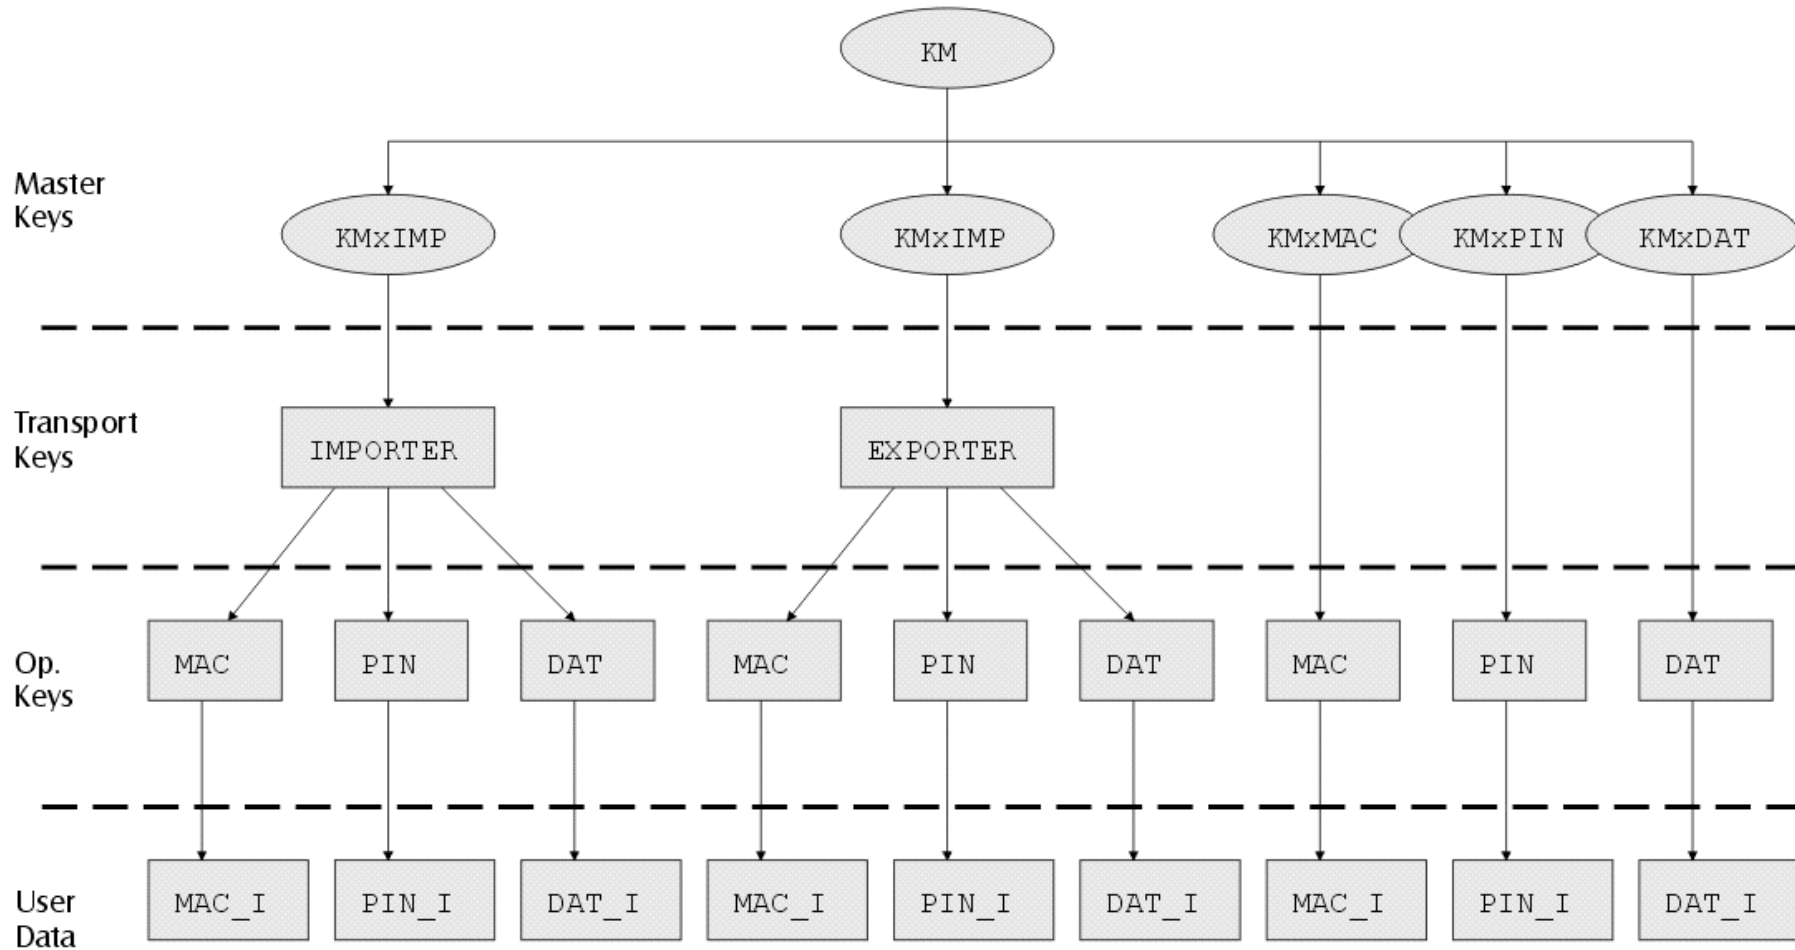 KM
Master
Keys
KMxIMP KMxIMP KMxMAC KMxPIN KMxDAT
Transport
Keys
IMPORTER EXPORTER
Op.
Keys
MAC PIN DAT MAC PIN DAT MAC PIN DAT
User
Data
MAC_I PIN_I DAT_I MAC_I PIN_I DAT_I MAC_I PIN_I DAT_I